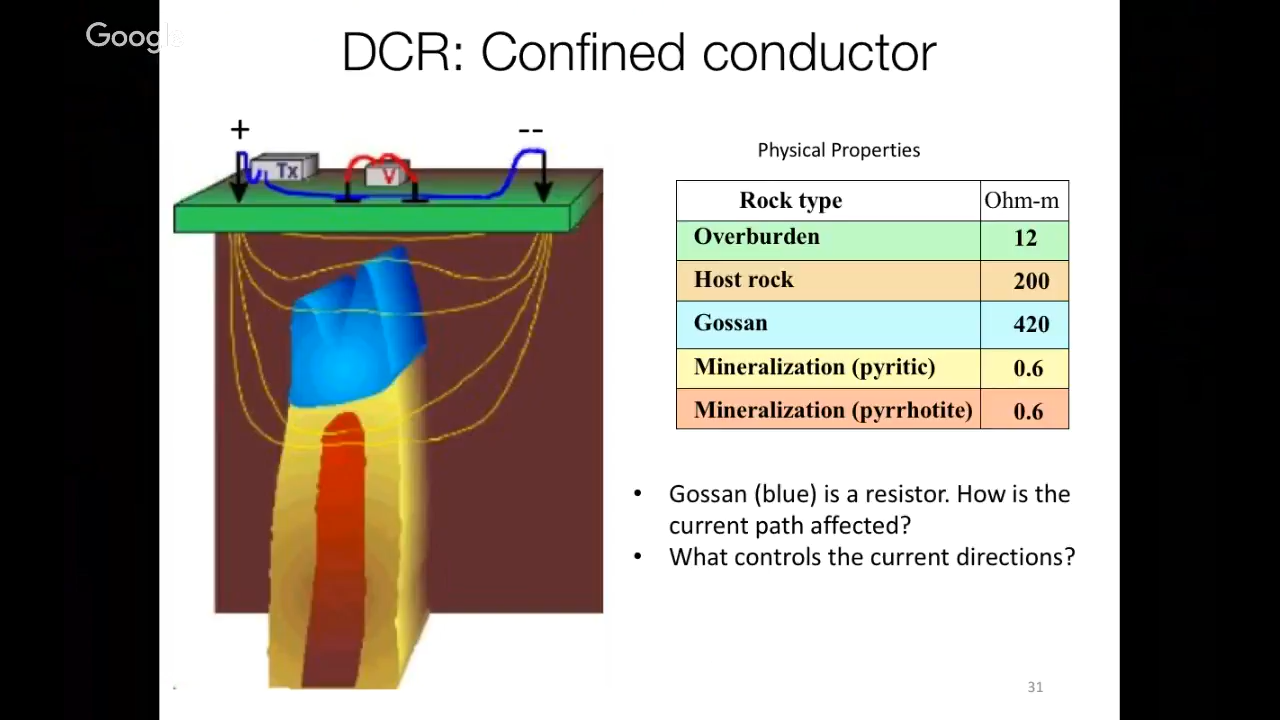 Google
DCR: Confined conductor
+
--
Tx
V
Physical Properties
Rock type Ohm-m
Overburden 12
Host rock 200
Gossan 420
Mineralization (pyritic) 0.6
Mineralization (pyrrhotite) 0.6
• Gossan (blue) is a resistor. How is the
current path affected?
• What controls the current directions?
31